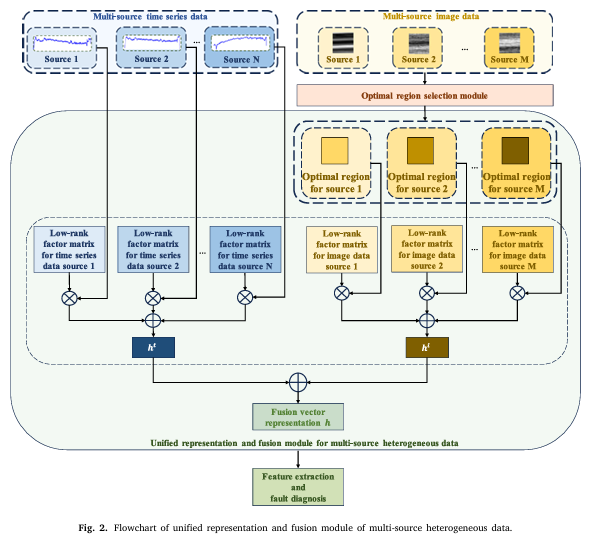 Multi-source time series data
Multi-source image data
Source 1
Source 2
...
Source N
Source 1
Source 2
...
Source M
Optimal region selection module
Optimal region
for source 1
Optimal region
for source 2
...
Optimal region
for source M
Low-rank
factor matrix
for time series
data source 1
Low-rank
factor matrix
for time series
data source 2
...
Low-rank
factor matrix
for time series
data source N
Low-rank
factor matrix
for image data
source 1
Low-rank
factor matrix
for image data
source 2
...
Low-rank
factor matrix
for image data
source M
Fusion vector
representation h
Unified representation and fusion module for multi-source heterogeneous data
Feature extraction
and
fault diagnosis
Fig. 2. Flowchart of unified representation and fusion module of multi-source heterogeneous data.